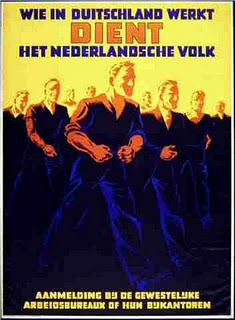 WIE IN DUITSCHLAND WERKT
DIENT
HET NEDERLANDSCHE VOLK
AANMELDING BIJ DE GEWESTELIJKE
ARBEIDSBUREAUX OF HUN BIJKANTOREN